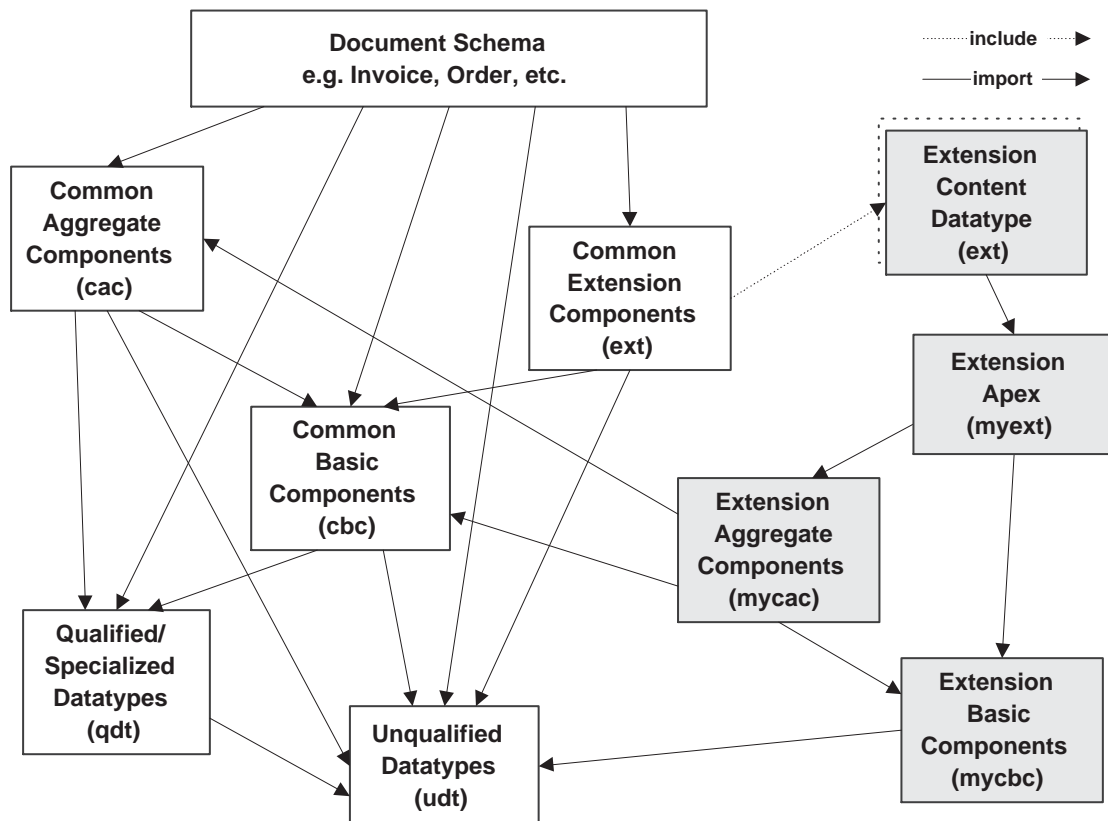 Document Schema
e.g. Invoice, Order, etc.
include
import
Extension
Content
Datatype
(ext)
Common
Aggregate
Components
(cac)
Common
Extension
Components
(ext)
Extension
Apex
(myext)
Common
Basic
Components
(cbc)
Extension
Aggregate
Components
(mycac)
Qualified/
Specialized
Datatypes
(qdt)
Unqualified
Datatypes
(udt)
Extension
Basic
Components
(mycbc)